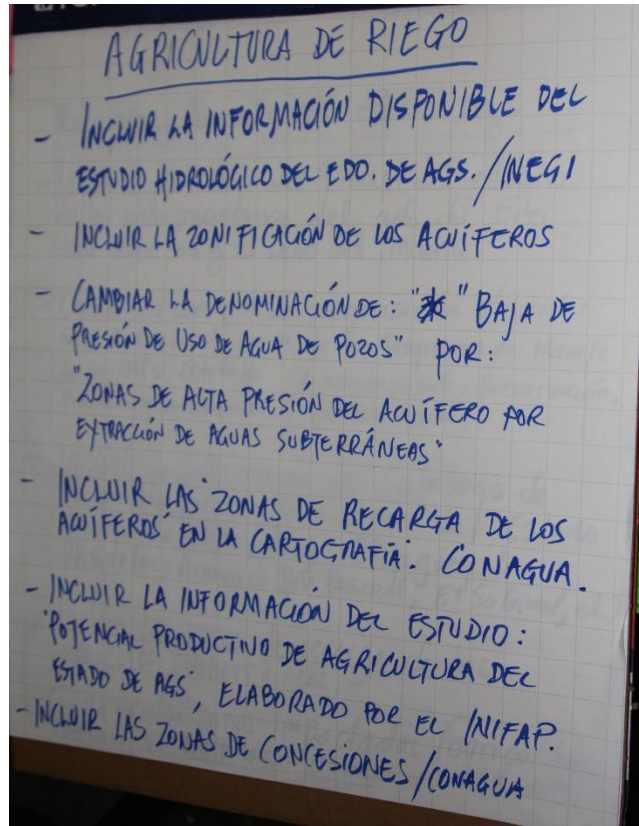 AGRICULTURA DE RIEGO
- INCLUIR LA INFORMACIÓN DISPONIBLE DEL
ESTUDIO HIDROLÓGICO DEL EDO. DE AGS. / INEGI
- INCLUIR LA ZONIFICACIÓN DE LOS ACUÍFEROS
- CAMBIAR LA DENOMINACIÓN DE: " " BAJA DE
PRESIÓN DE USO DE AGUA DE POZOS" POR:
"ZONAS DE ALTA PRESIÓN DEL ACUÍFERO POR
EXTRACCIÓN DE AGUAS SUBTERRÁNEAS"
- INCLUIR LAS "ZONAS DE RECARGA DE LOS
ACUÍFEROS" EN LA CARTOGRAFÍA. CONAGUA.
- INCLUIR LA INFORMACIÓN DEL ESTUDIO:
"POTENCIAL PRODUCTIVO DE AGRICULTURA DEL
ESTADO DE AGS", ELABORADO POR EL INIFAP.
- INCLUIR LAS ZONAS DE CONCESIONES / CONAGUA